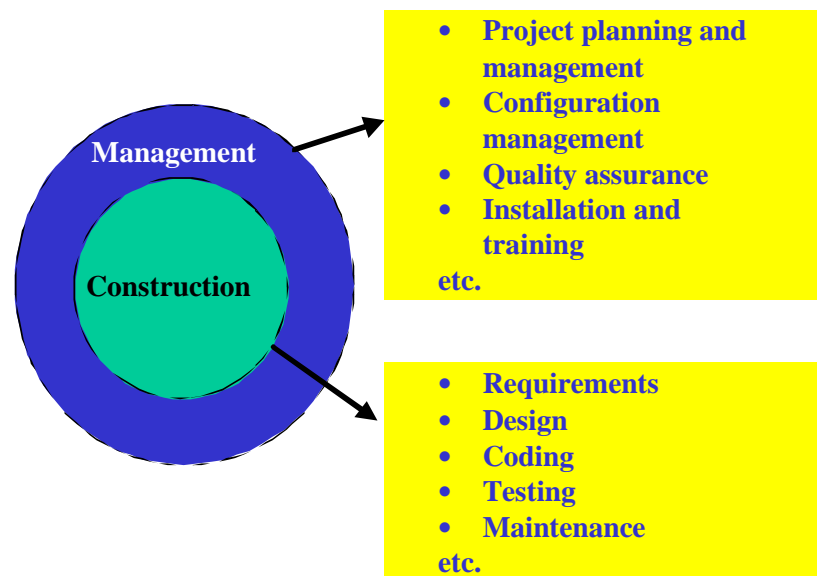 Management
Construction
• Project planning and
management
• Configuration
management
• Quality assurance
• Installation and
training
etc.
• Requirements
• Design
• Coding
• Testing
• Maintenance
etc.